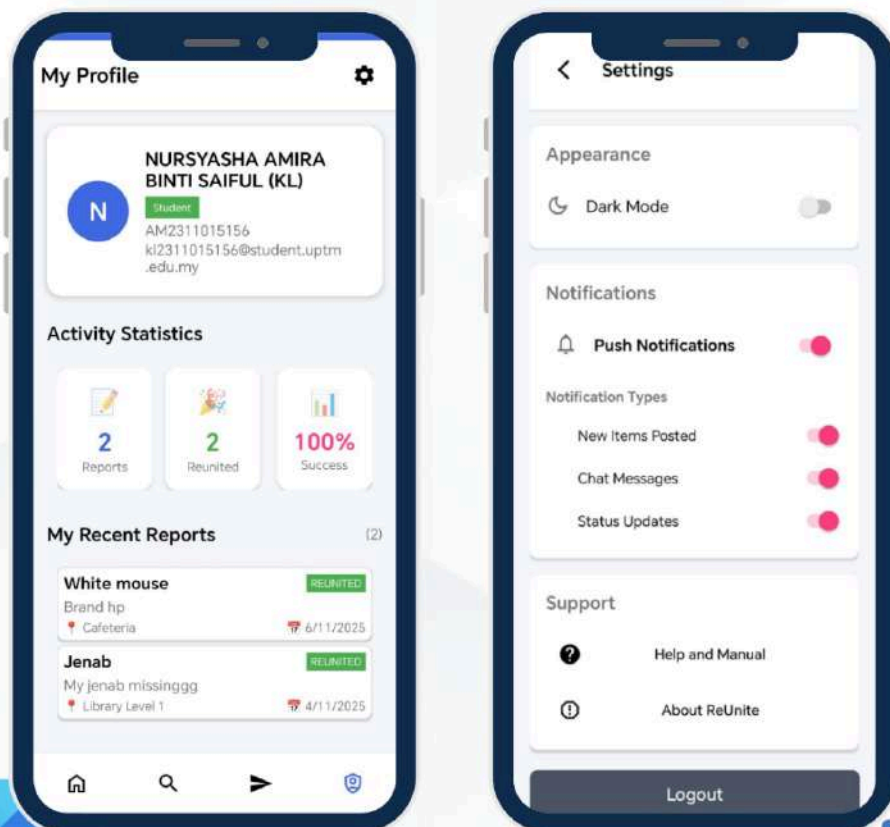 My Profile
N
NURSYASHA AMIRA
BINTI SAIFUL (KL)
Student
AM2311015156
kl2311015156@student.uptm
.edu.my
Activity Statistics
2
Reports
2
Reunited
100%
Success
My Recent Reports (2)
White mouse REUNITED
Brand hp
Cafeteria 6/11/2025
Jenab REUNITED
My jenab missinggg
Library Level 1 4/11/2025
Settings
Appearance
Dark Mode
Notifications
Push Notifications
Notification Types
New Items Posted
Chat Messages
Status Updates
Support
Help and Manual
About ReUnite
Logout